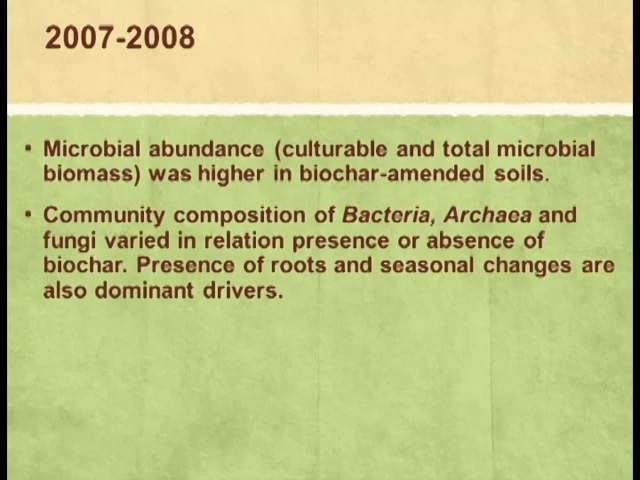 2007-2008
• Microbial abundance (culturable and total microbial
biomass) was higher in biochar-amended soils.
• Community composition of Bacteria, Archaea and
fungi varied in relation presence or absence of
biochar. Presence of roots and seasonal changes are
also dominant drivers.